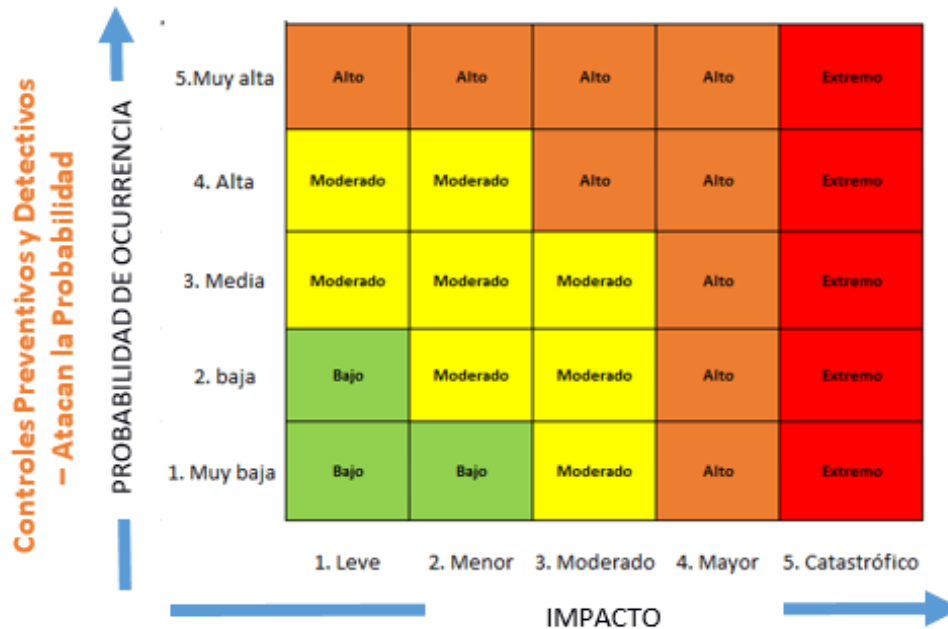 Controles Preventivos y Detectivos
– Atacan la Probabilidad
PROBABILIDAD DE OCURRENCIA
5.Muy alta Alto Alto Alto Alto Extremo
4. Alta Moderado Moderado Alto Alto Extremo
3. Media Moderado Moderado Moderado Alto Extremo
2. baja Bajo Moderado Moderado Alto Extremo
1. Muy baja Bajo Bajo Moderado Alto Extremo
1. Leve 2. Menor 3. Moderado 4. Mayor 5. Catastrófico
IMPACTO